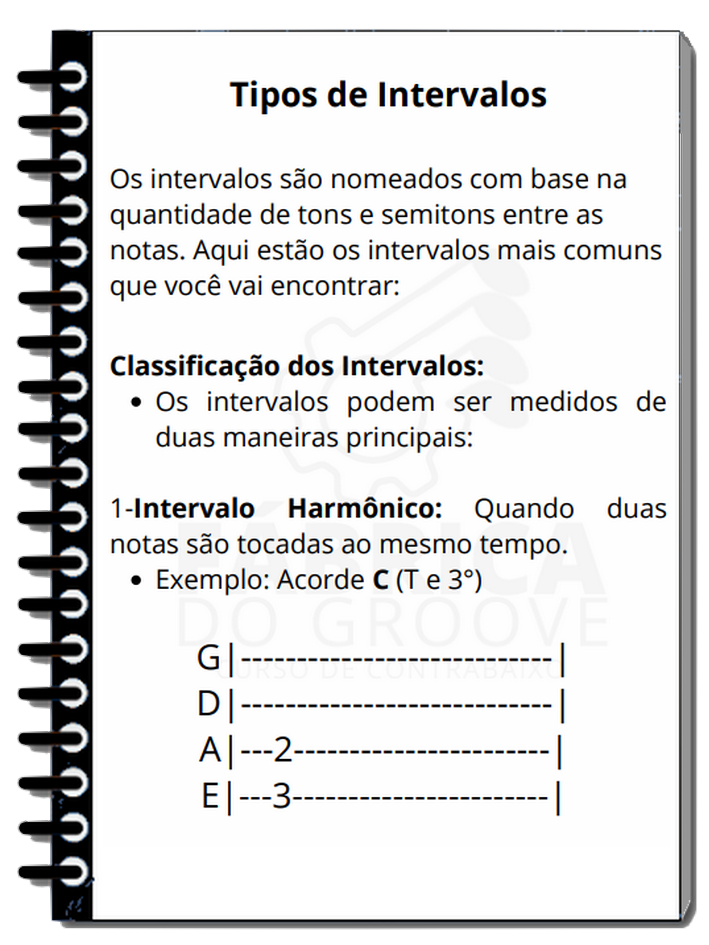 Tipos de Intervalos
Os intervalos são nomeados com base na
quantidade de tons e semitons entre as
notas. Aqui estão os intervalos mais comuns
que você vai encontrar:
Classificação dos Intervalos:
• Os intervalos podem ser medidos de
duas maneiras principais:
1-Intervalo Harmônico: Quando duas
notas são tocadas ao mesmo tempo.
• Exemplo: Acorde C (T e 3°)
FÁBRICA
DO GROOVE
CURSO DE CONTRABAIXO
G|----------------------------|
D|----------------------------|
A|---2-----------------------|
E|---3-----------------------|